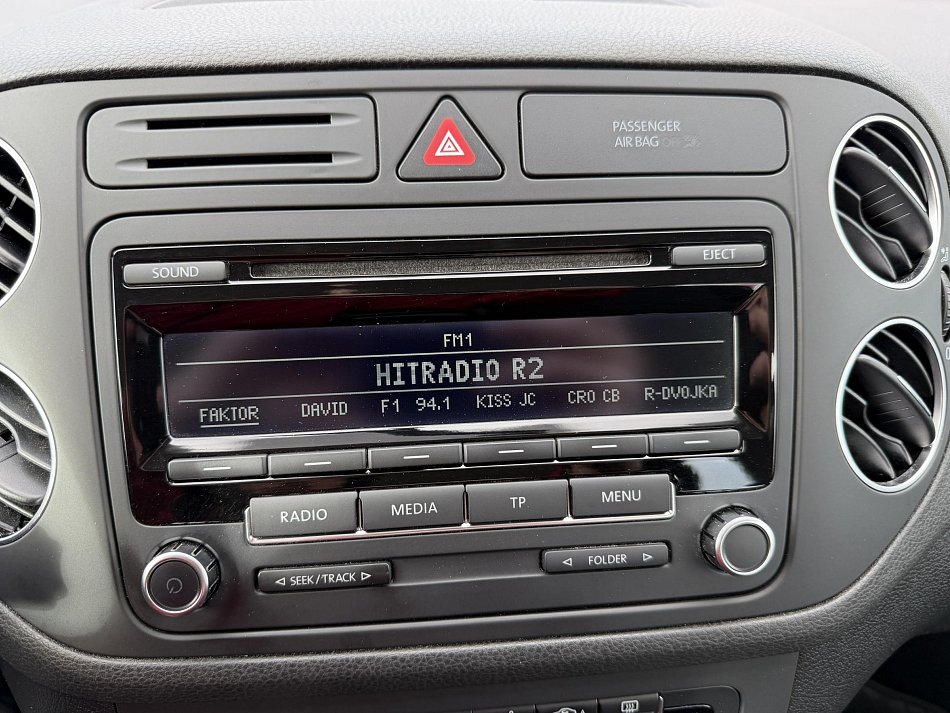 PASSENGER
AIR BAG OFF
SOUND
EJECT
FM1
HITRADIO R2
FAKTOR DAVID F1 94.1 KISS JC CRO CB R-DVOJKA
RADIO MEDIA TP MENU
SEEK/TRACK FOLDER